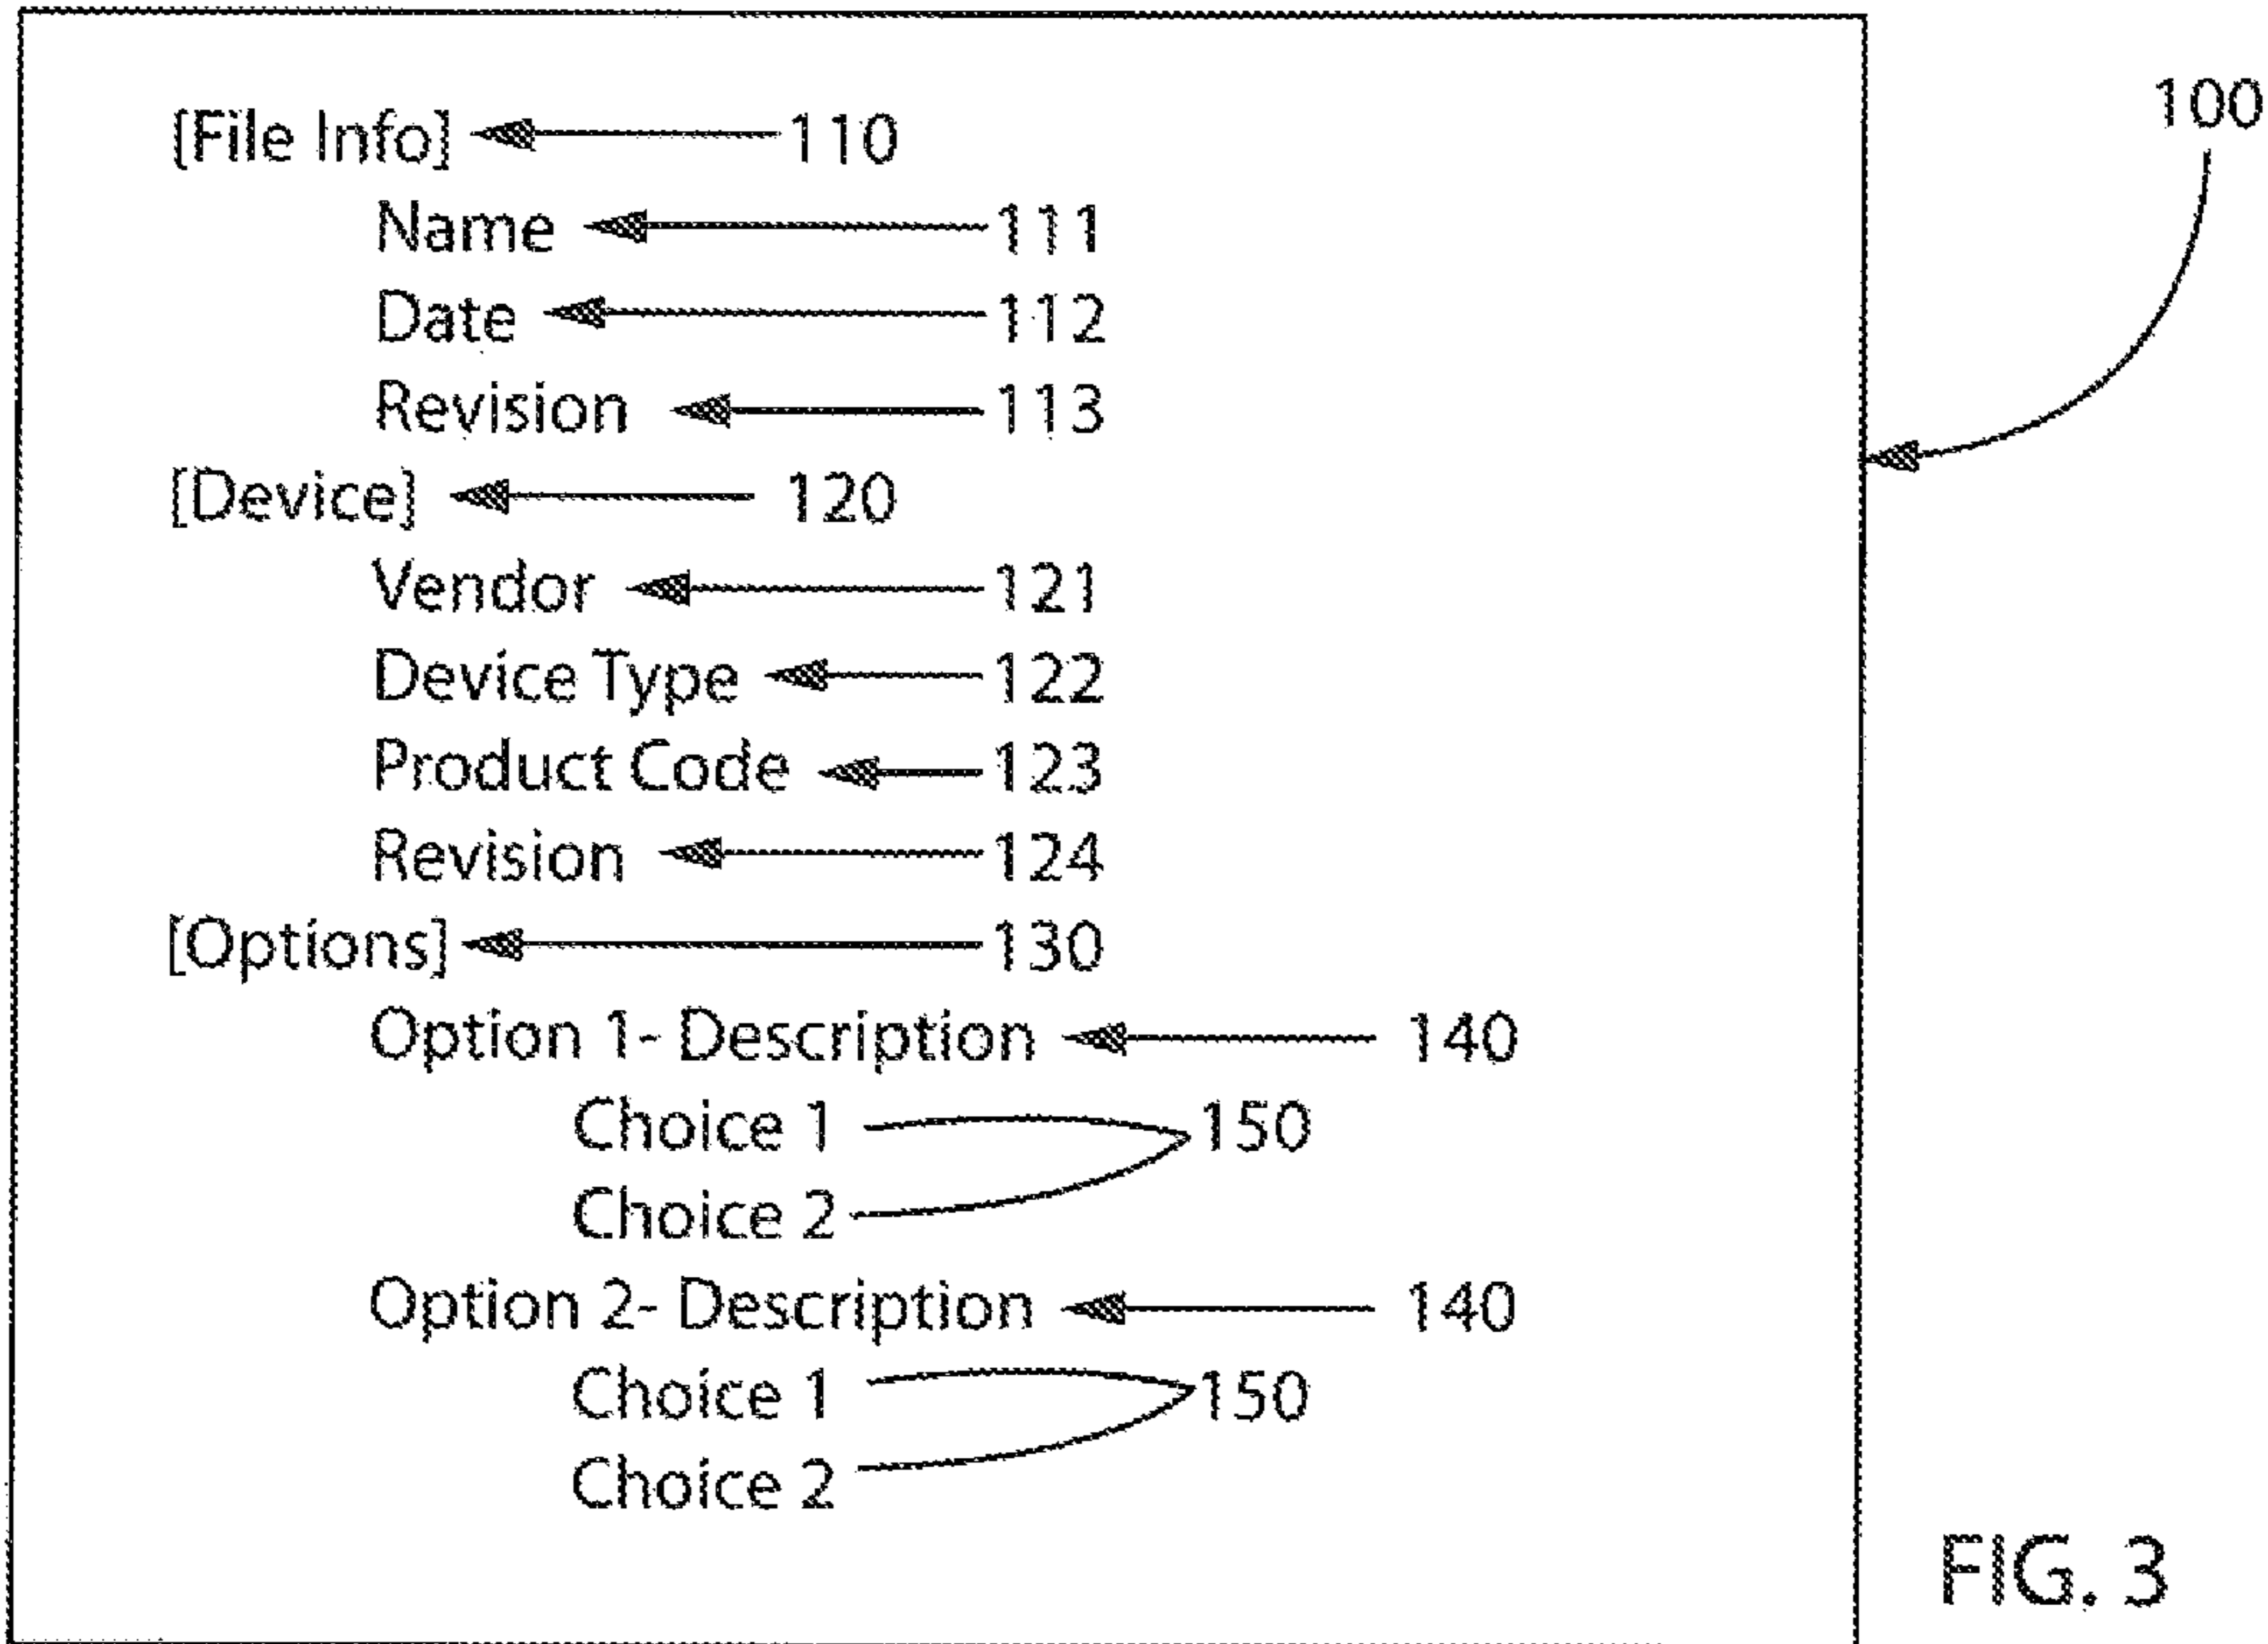 100
[File Info] 110
Name 111
Date 112
Revision 113
[Device] 120
Vendor 121
Device Type 122
Product Code 123
Revision 124
[Options] 130
Option 1- Description 140
Choice 1 150
Choice 2
Option 2- Description 140
Choice 1 150
Choice 2
FIG. 3